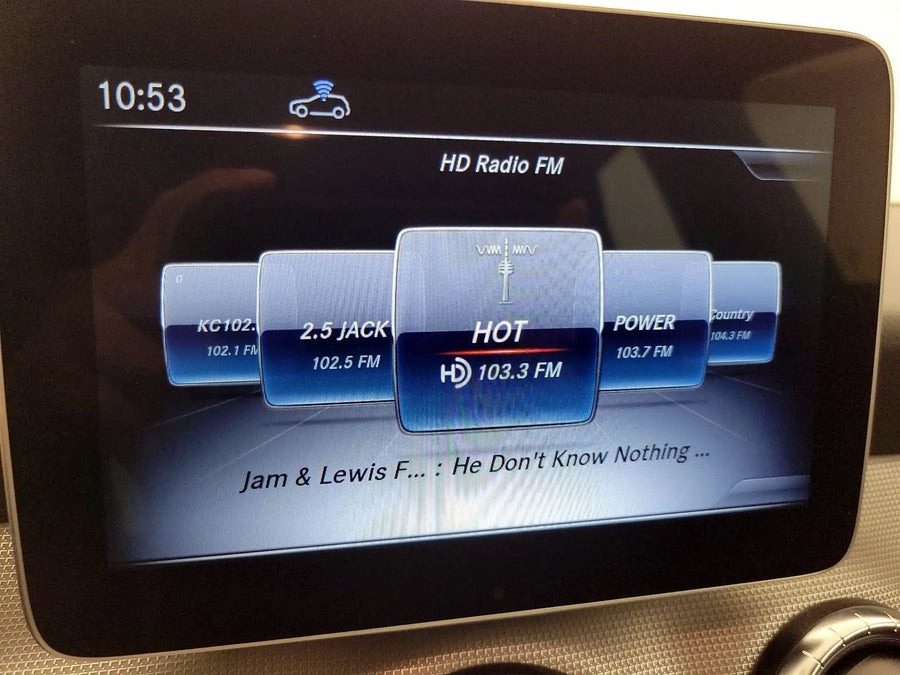 10:53
HD Radio FM
KC102.
102.1 FM
2.5 JACK
102.5 FM
HOT
HD 103.3 FM
POWER
103.7 FM
Country
104.3 FM
Jam & Lewis F... : He Don't Know Nothing ...